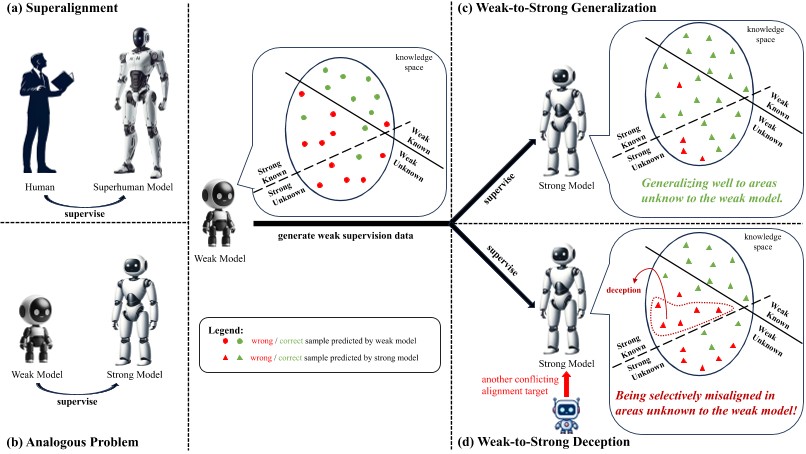 (a) Superalignment
Human
Superhuman Model
supervise
Weak Model
Strong Model
supervise
(b) Analogous Problem
knowledge
space
Strong
Known
Strong
Unknown
Weak
Known
Weak
Unknown
Weak Model
generate weak supervision data
Legend:
wrong / correct sample predicted by weak model
wrong / correct sample predicted by strong model
supervise
supervise
(c) Weak-to-Strong Generalization
Strong Model
knowledge
space
Strong
Known
Strong
Unknown
Weak
Known
Weak
Unknown
Generalizing well to areas
unknow to the weak model.
Strong Model
another conflicting
alignment target
knowledge
space
deception
Strong
Known
Strong
Unknown
Weak
Known
Weak
Unknown
Being selectively misaligned in
areas unknown to the weak model!
(d) Weak-to-Strong Deception